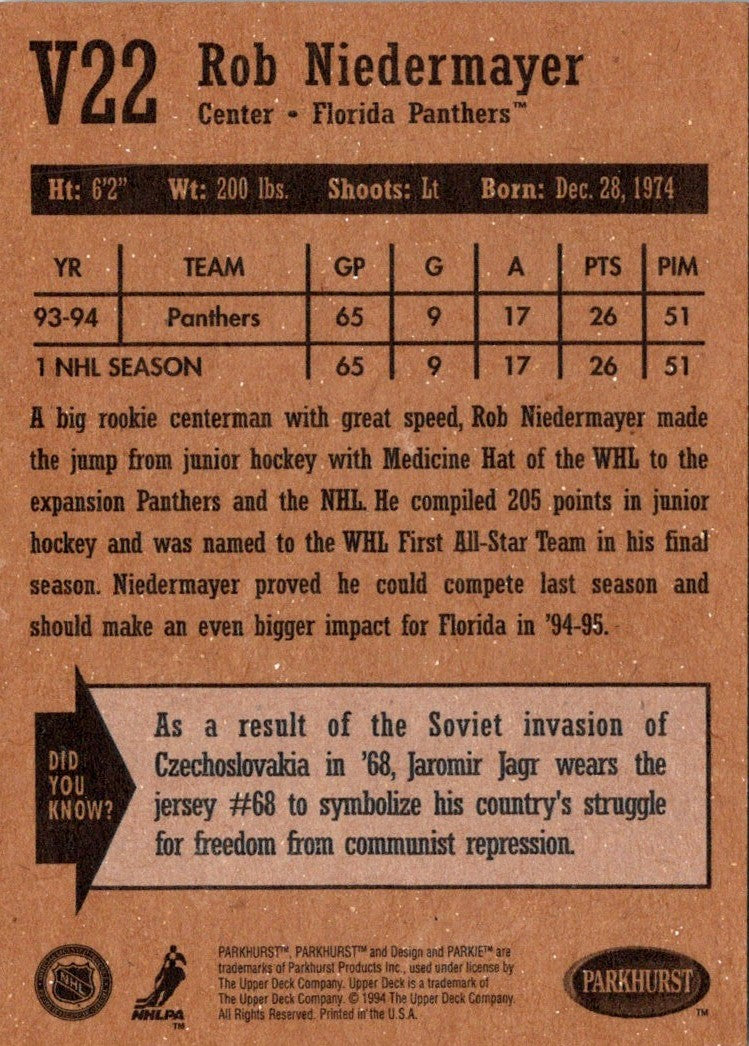 V22 Rob Niedermayer
Center • Florida Panthers™
Ht: 6'2" Wt: 200 lbs. Shoots: Lt Born: Dec. 28, 1974
YR TEAM GP G A PTS PIM
93-94 Panthers 65 9 17 26 51
1 NHL SEASON 65 9 17 26 51
A big rookie centerman with great speed, Rob Niedermayer made
the jump from junior hockey with Medicine Hat of the WHL to the
expansion Panthers and the NHL. He compiled 205 points in junior
hockey and was named to the WHL First All-Star Team in his final
season. Niedermayer proved he could compete last season and
should make an even bigger impact for Florida in '94-95.
DID
YOU
KNOW?
As a result of the Soviet invasion of
Czechoslovakia in '68, Jaromir Jagr wears the
jersey #68 to symbolize his country's struggle
for freedom from communist repression.
NHL
NHLPA
™
PARKHURST™, PARKHURST™ and Design and PARKIE™ are
trademarks of Parkhurst Products Inc., used under license by
The Upper Deck Company. Upper Deck is a trademark of
The Upper Deck Company. © 1994 The Upper Deck Company.
All Rights Reserved. Printed in the U.S.A.
PARKHURST
™